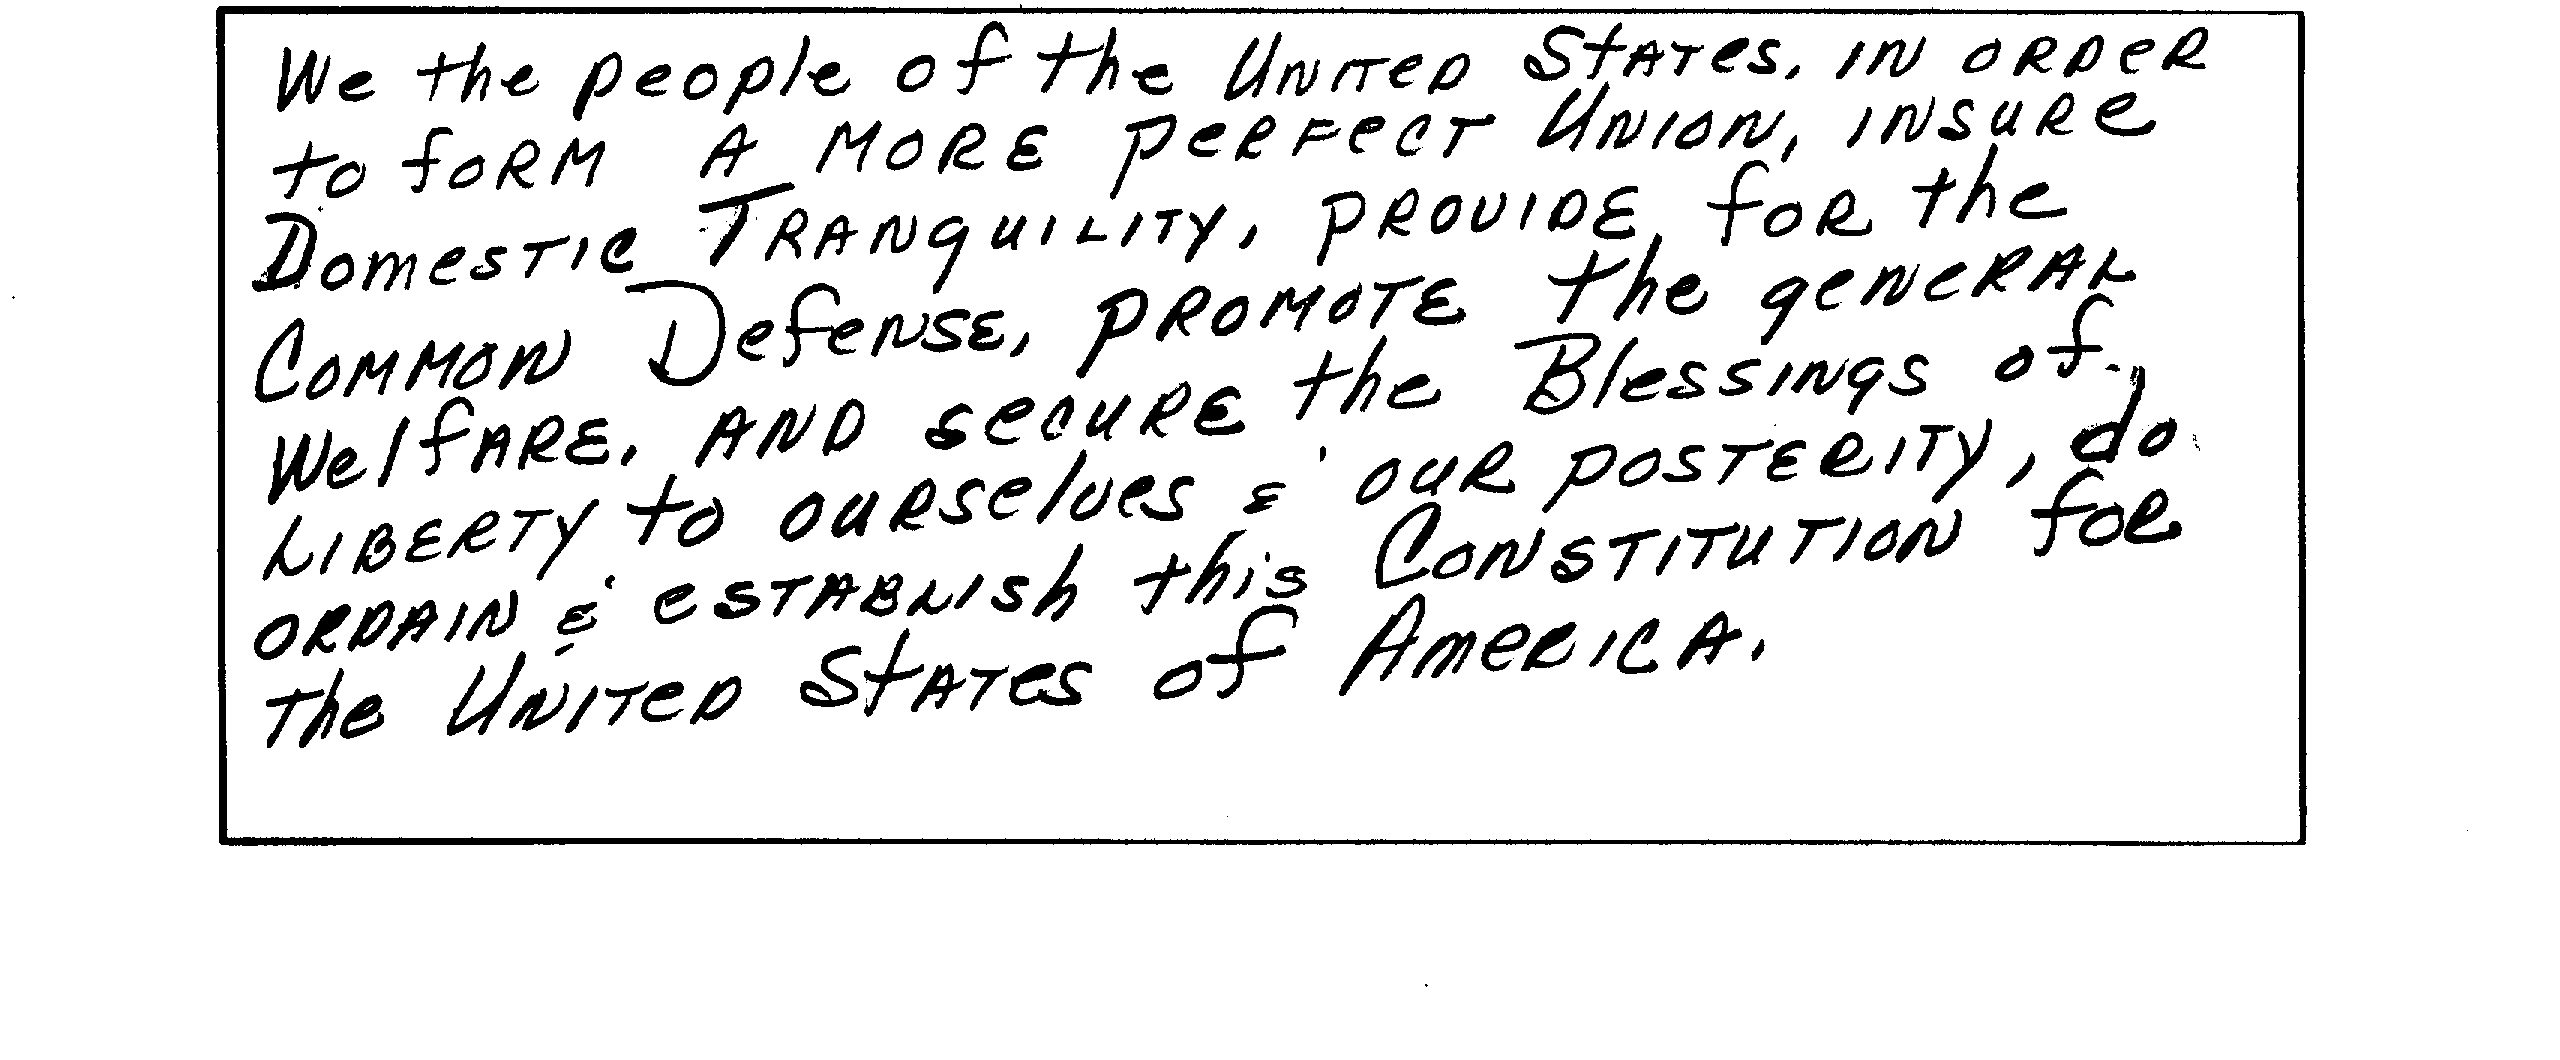 We the people of the United States, in order
to form a more perfect Union, insure
Domestic Tranquility, provide for the
Common Defense, promote the general
Welfare, and secure the Blessings of
Liberty to ourselves & our posterity, do
ordain & establish this Constitution for
the United States of America.